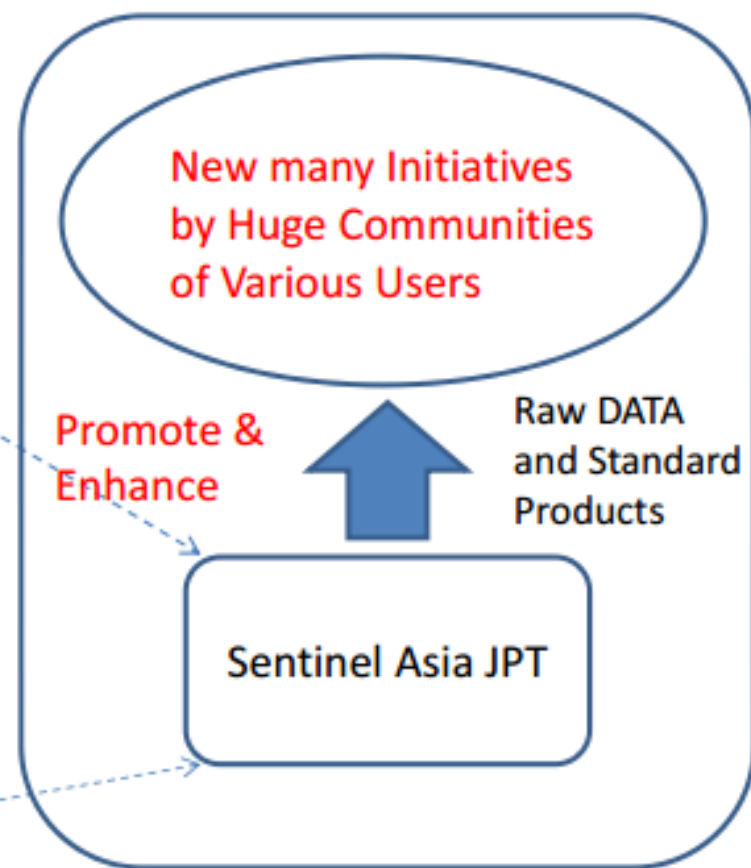 New many Initiatives
by Huge Communities
of Various Users
Promote &
Enhance
Raw DATA
and Standard
Products
Sentinel Asia JPT